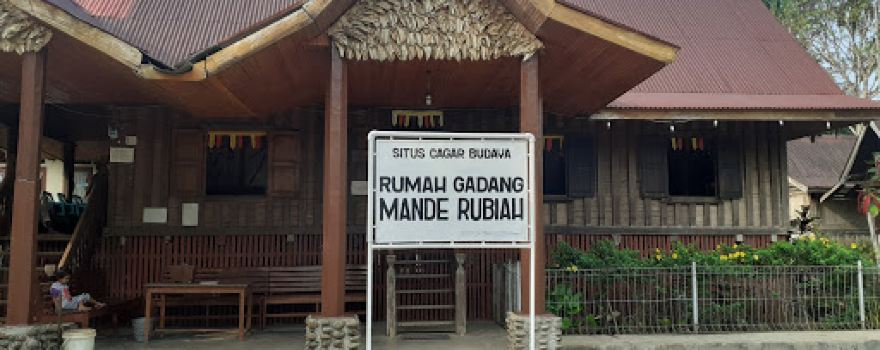 SITUS CAGAR BUDAYA
RUMAH GADANG
MANDE RUBIAH